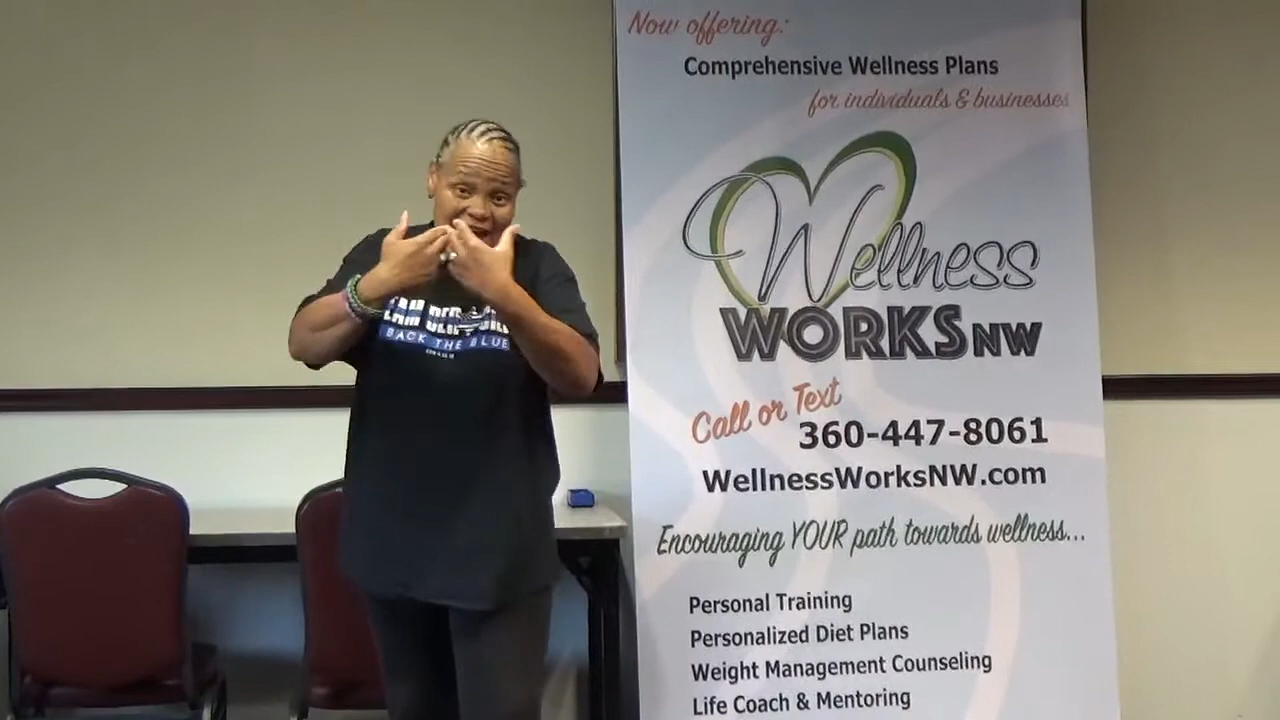 Now offering:
Comprehensive Wellness Plans
for individuals & businesses
Wellness
WORKS NW
Call or Text
360-447-8061
WellnessWorksNW.com
Encouraging YOUR path towards wellness...
Personal Training
Personalized Diet Plans
Weight Management Counseling
Life Coach & Mentoring
BACK THE BLUE